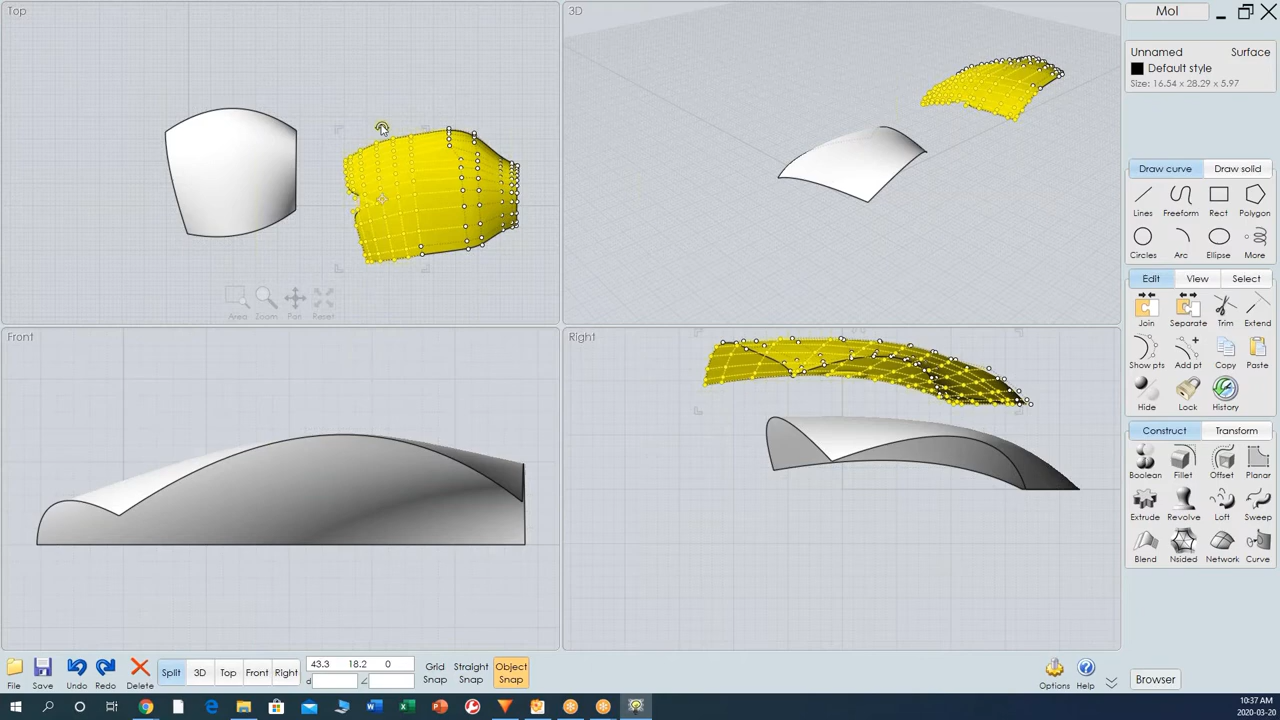 Top
3D
MoI
Unnamed Surface
Default style
Size: 16.54 x 28.29 x 5.97
Draw curve Draw solid
Lines Freeform Rect Polygon
Circles Arc Ellipse More
Edit View Select
Join Separate Trim Extend
Show pts Add pt Copy Paste
Hide Lock History
Construct Transform
Boolean Fillet Offset Planar
Extrude Revolve Loft Sweep
Blend Nsided Network Curve
Area Zoom Pan Reset
Front
Right
File Save Undo Redo Delete
Split 3D Top Front Right
43.3 18.2 0
d
Grid Snap
Straight Snap
Object Snap
Options Help
Browser
10:37 AM
2020-03-20